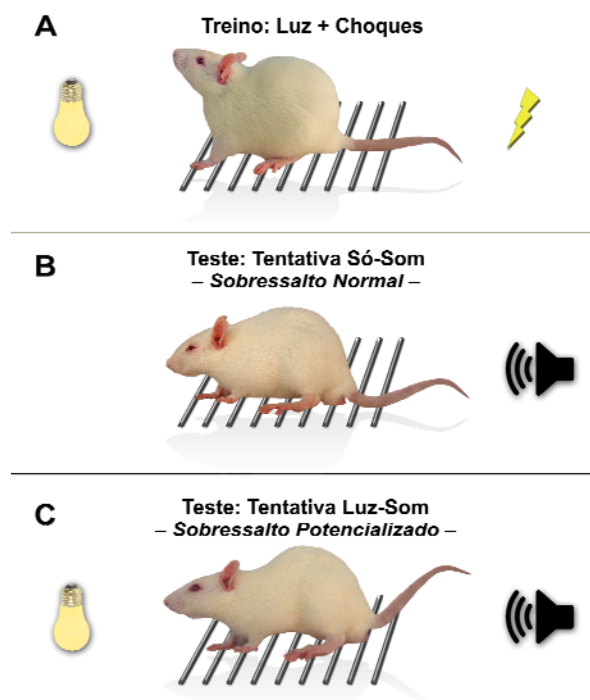 A
Treino: Luz + Choques
B
Teste: Tentativa Só-Som
– Sobressalto Normal –
C
Teste: Tentativa Luz-Som
– Sobressalto Potencializado –